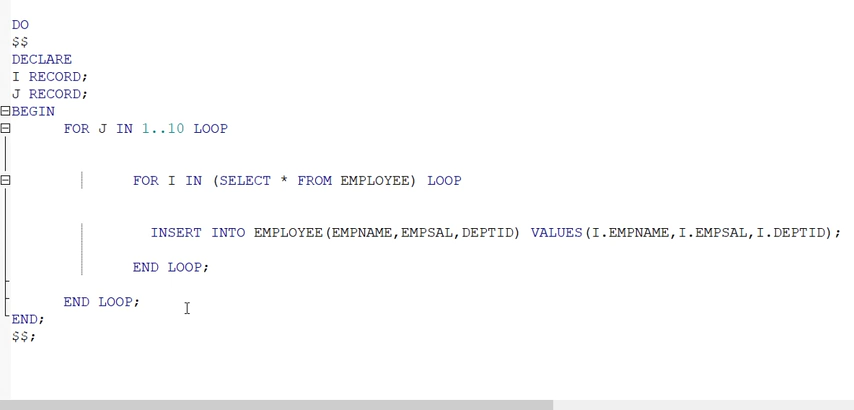 DO
$$
DECLARE
I RECORD;
J RECORD;
BEGIN
FOR J IN 1..10 LOOP
FOR I IN (SELECT * FROM EMPLOYEE) LOOP
INSERT INTO EMPLOYEE(EMPNAME,EMPSAL,DEPTID) VALUES(I.EMPNAME,I.EMPSAL,I.DEPTID);
END LOOP;
END LOOP;
END;
$$;